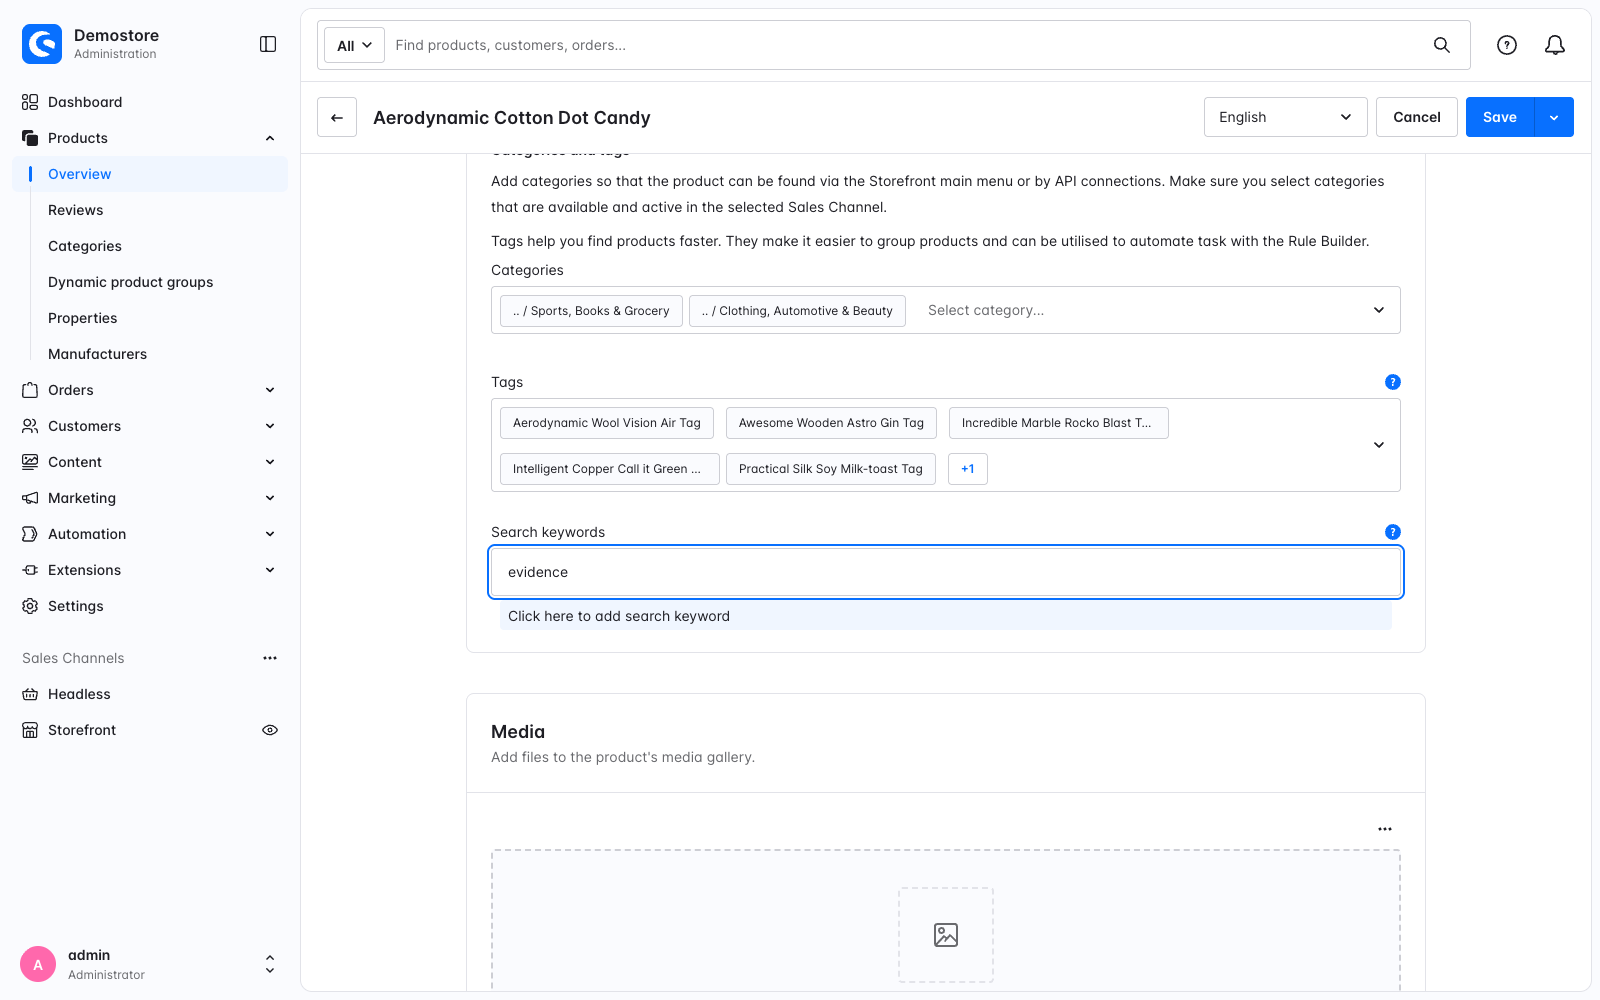 Demostore
Administration
All
Find products, customers, orders...
Dashboard
Products
Overview
Reviews
Categories
Dynamic product groups
Properties
Manufacturers
Orders
Customers
Content
Marketing
Automation
Extensions
Settings
Sales Channels
Headless
Storefront
A
admin
Administrator
Aerodynamic Cotton Dot Candy
English
Cancel
Save
Categories and tags
Add categories so that the product can be found via the Storefront main menu or by API connections. Make sure you select categories
that are available and active in the selected Sales Channel.
Tags help you find products faster. They make it easier to group products and can be utilised to automate task with the Rule Builder.
Categories
.. / Sports, Books & Grocery
.. / Clothing, Automotive & Beauty
Select category...
Tags
?
Aerodynamic Wool Vision Air Tag
Awesome Wooden Astro Gin Tag
Incredible Marble Rocko Blast T...
Intelligent Copper Call it Green ...
Practical Silk Soy Milk-toast Tag
+1
Search keywords
?
evidence
Click here to add search keyword
Media
Add files to the product's media gallery.